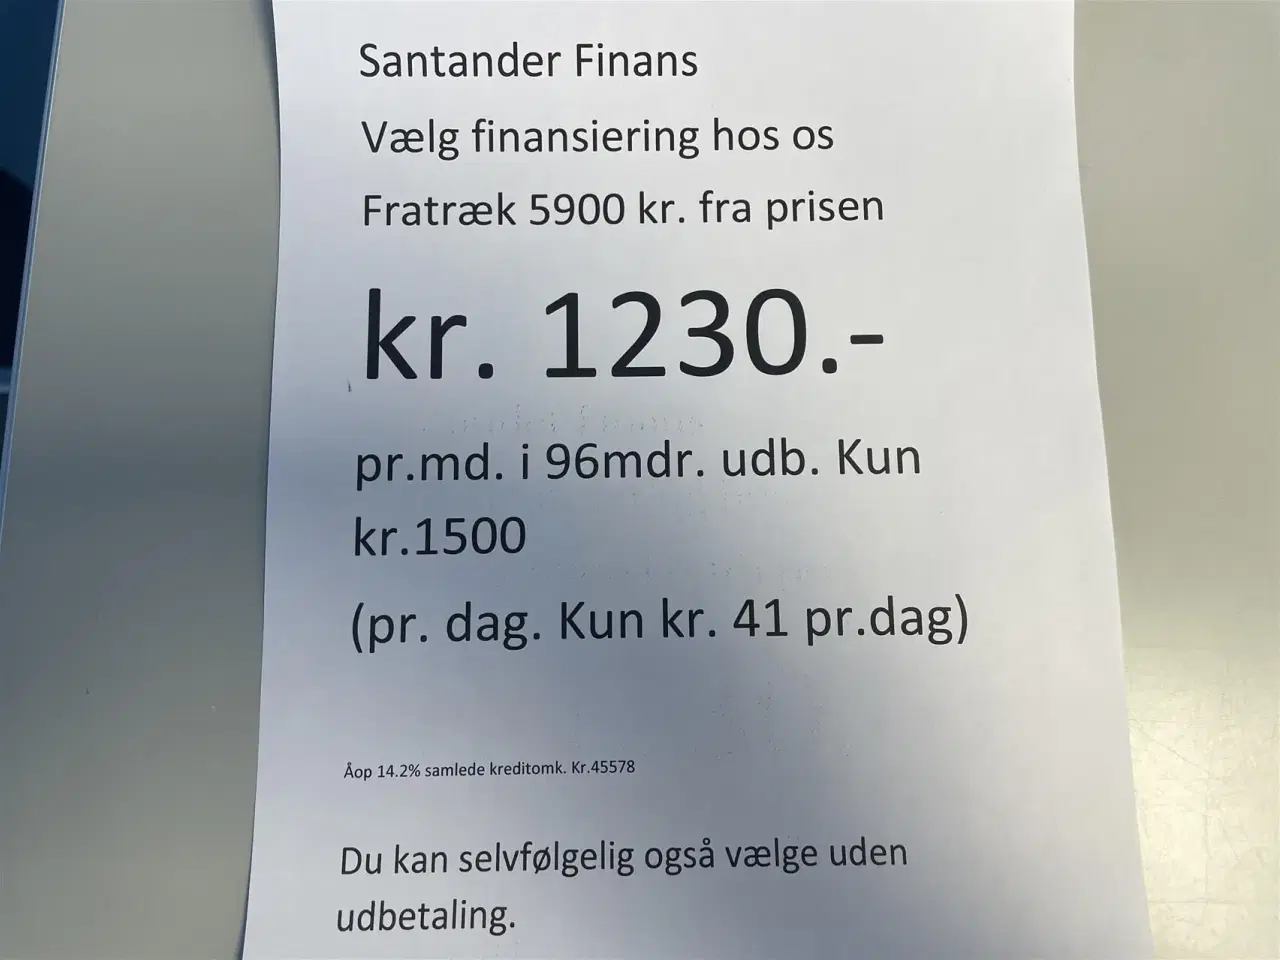 Santander Finans
Vælg finansiering hos os
Fratræk 5900 kr. fra prisen
kr. 1230.-
pr.md. i 96mdr. udb. Kun
kr.1500
(pr. dag. Kun kr. 41 pr.dag)
Åop 14.2% samlede kreditomk. Kr.45578
Du kan selvfølgelig også vælge uden
udbetaling.